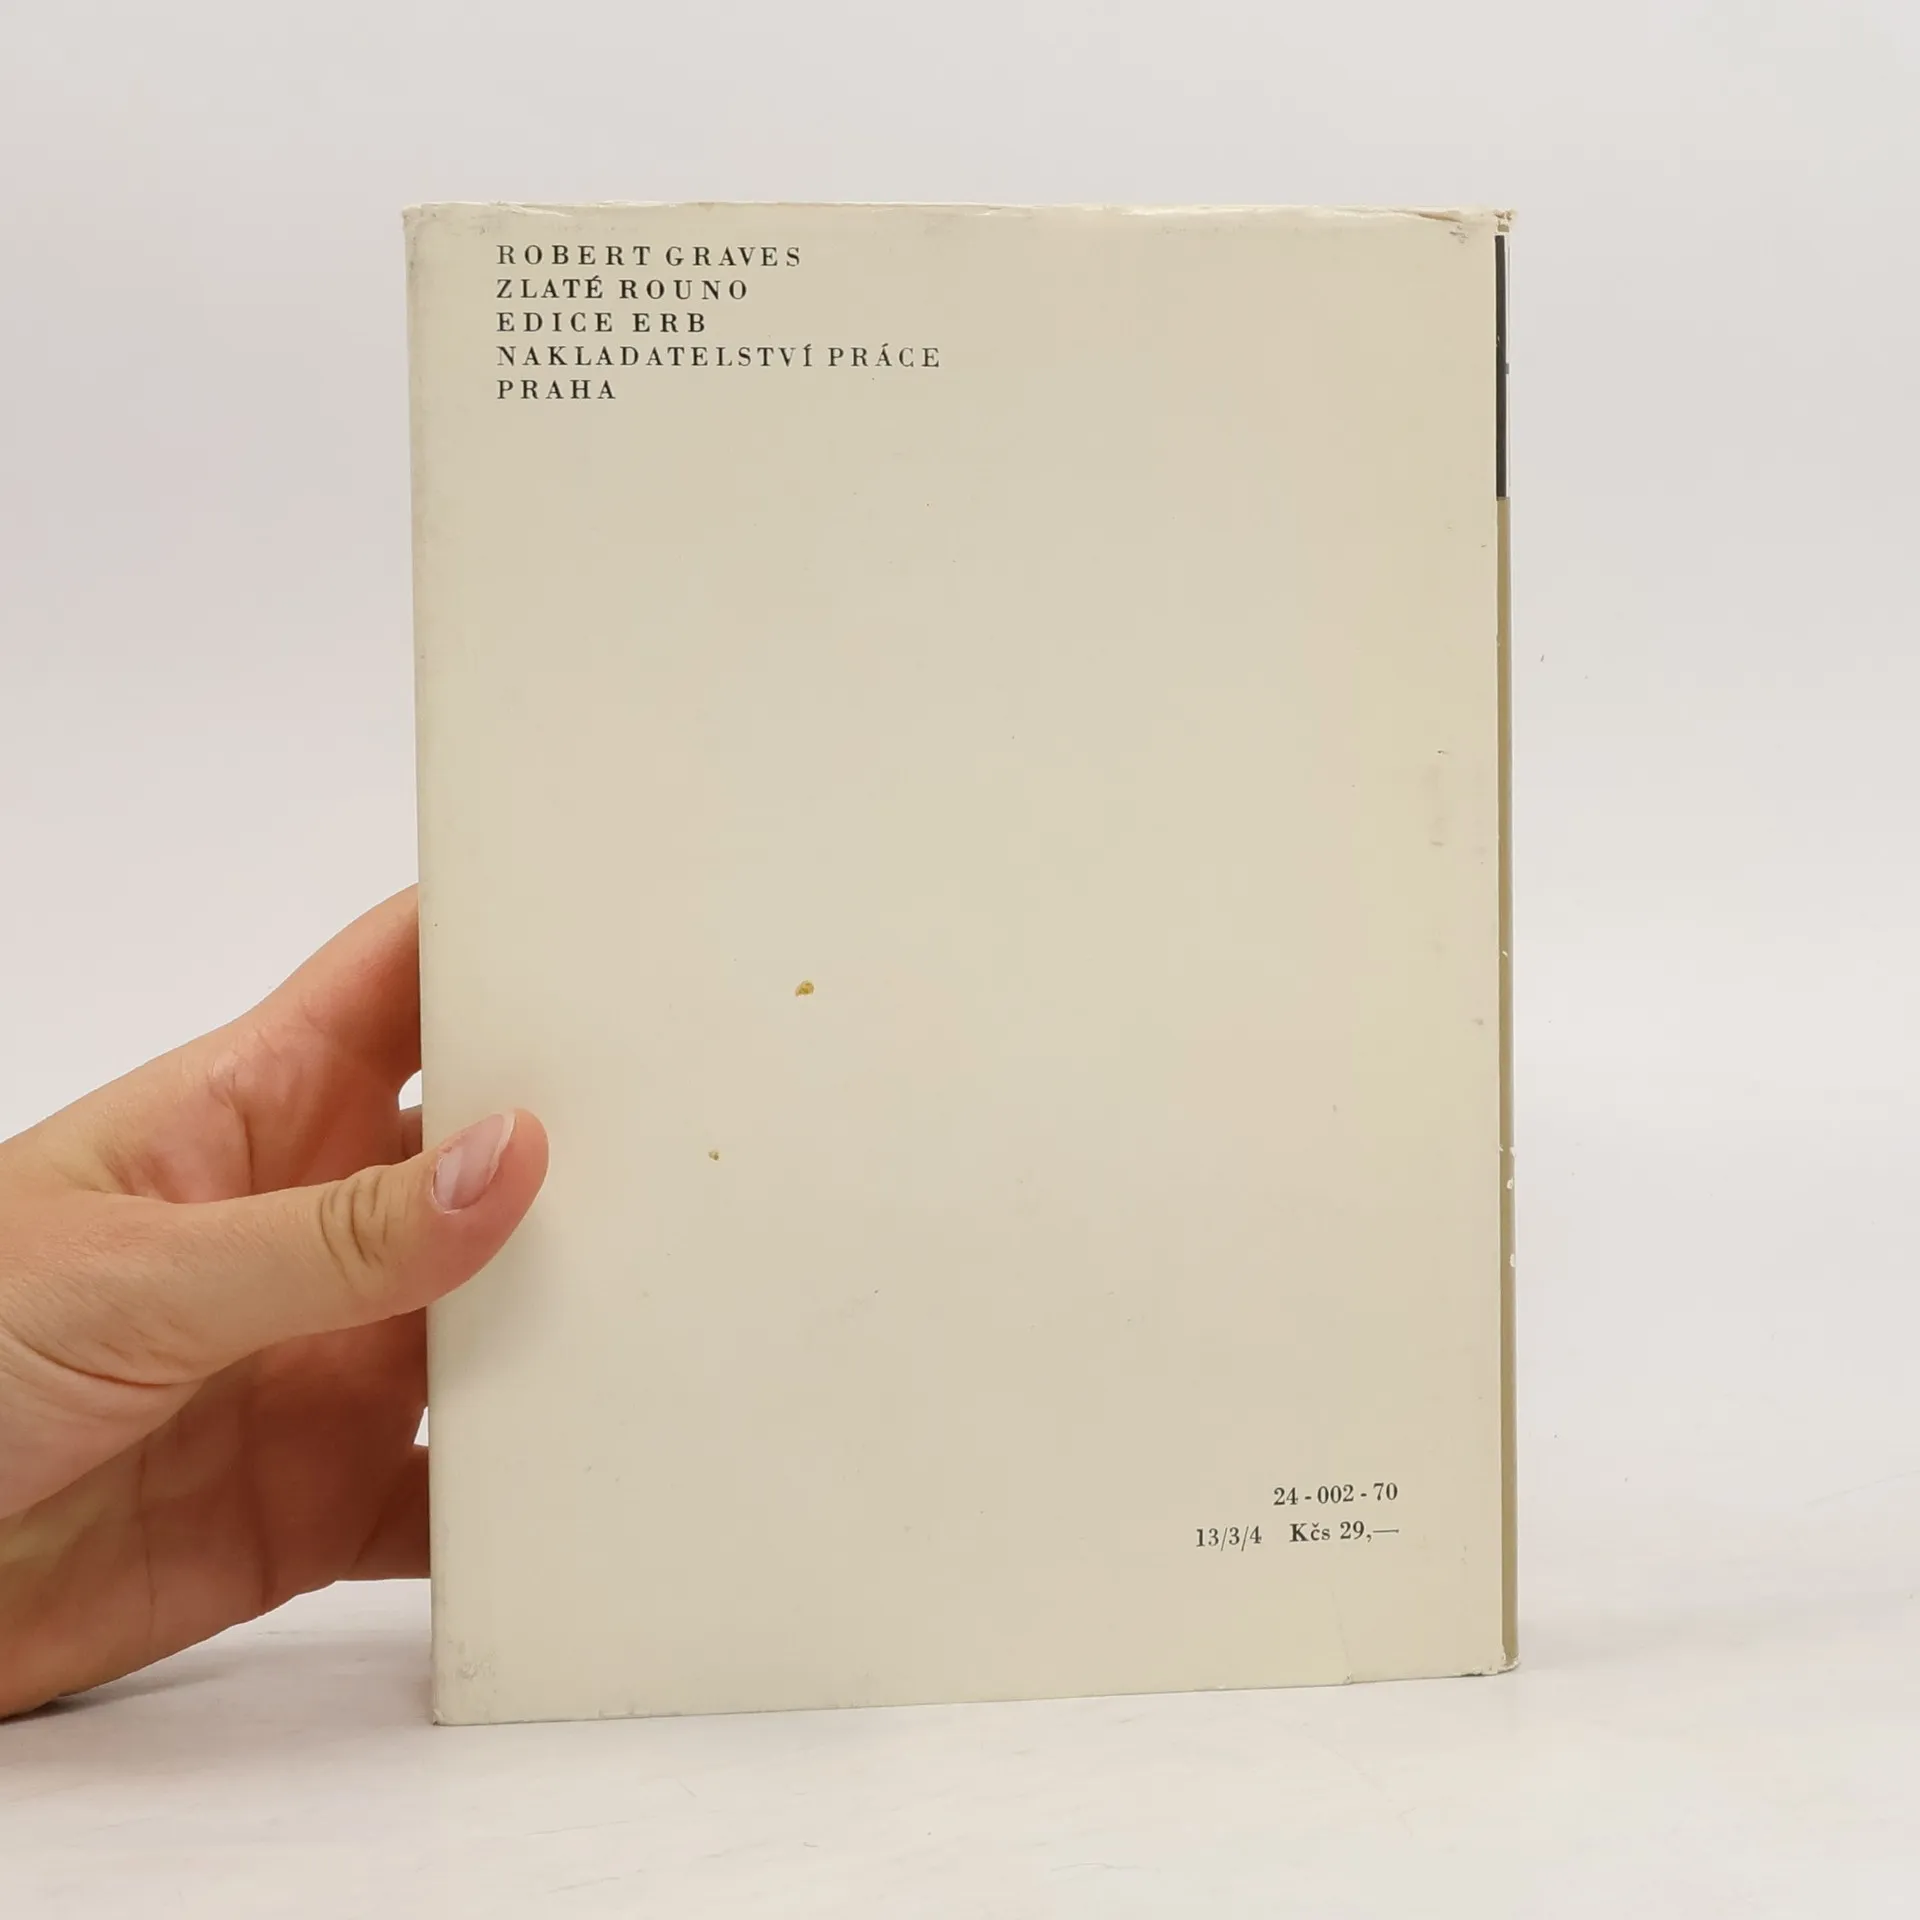 ROBERT GRAVES
ZLATÉ ROUNO
EDICE ERB
NAKLADATELSTVÍ PRÁCE
PRAHA
24-002-70
13/3/4 Kčs 29,—